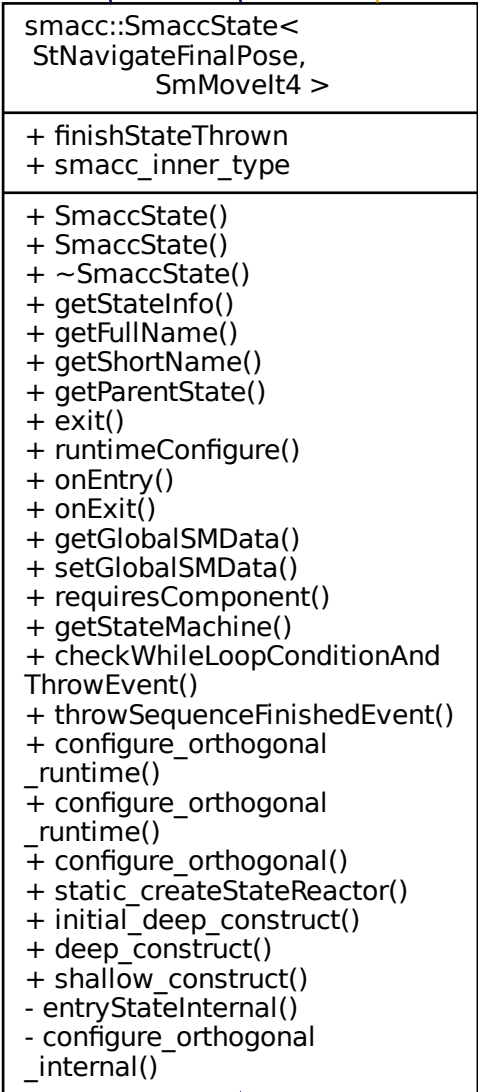 smacc::SmaccState<
StNavigateFinalPose,
SmMoveIt4 >
+ finishStateThrown
+ smacc_inner_type
+ SmaccState()
+ SmaccState()
+ ~SmaccState()
+ getStateInfo()
+ getFullName()
+ getShortName()
+ getParentState()
+ exit()
+ runtimeConfigure()
+ onEntry()
+ onExit()
+ getGlobalSMData()
+ setGlobalSMData()
+ requiresComponent()
+ getStateMachine()
+ checkWhileLoopConditionAnd
ThrowEvent()
+ throwSequenceFinishedEvent()
+ configure_orthogonal
_runtime()
+ configure_orthogonal
_runtime()
+ configure_orthogonal()
+ static_createStateReactor()
+ initial_deep_construct()
+ deep_construct()
+ shallow_construct()
- entryStateInternal()
- configure_orthogonal
_internal()